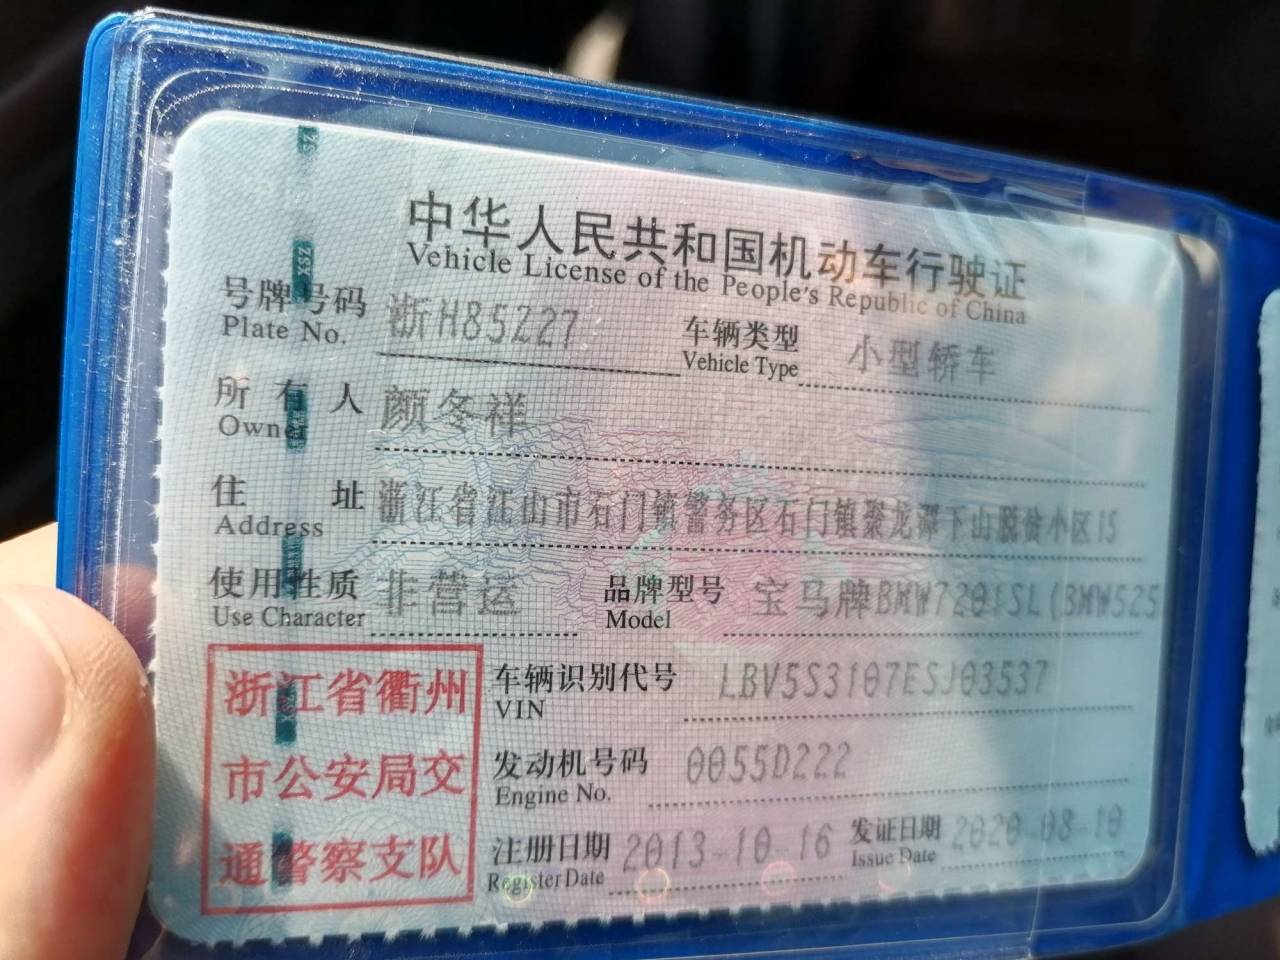 中华人民共和国机动车行驶证
Vehicle License of the People's Republic of China
号牌号码 浙H85Z27 车辆类型 小型轿车
Plate No. Vehicle Type
所有人 颜冬祥
Owner
住址 浙江省江山市石门镇警务区石门镇聚龙潭下山脱贫小区15
Address
使用性质 非营运 品牌型号 宝马牌BMW7201SL(BMW525
Use Character Model
浙江省衢州
市公安局交
通警察支队
车辆识别代号 LBV5S3107ESJ03537
VIN
发动机号码 0055D222
Engine No.
注册日期 2013-10-16 发证日期 2020-08-10
Register Date Issue Date